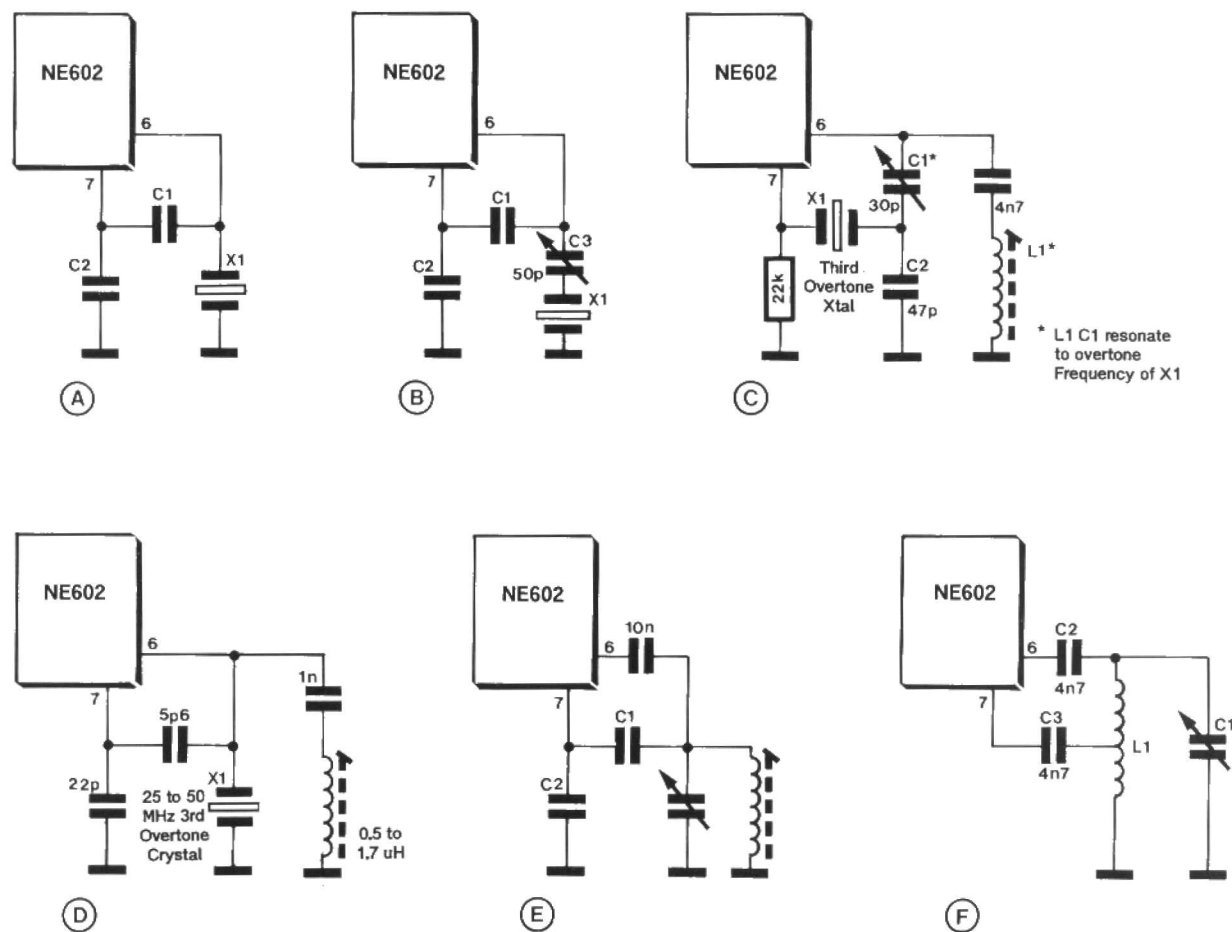 NE602
6
7
C1
C2
X1
A
NE602
6
7
C1
C2
C3
50p
X1
B
NE602
6
7
X1
C1*
30p
4n7
22k
Third
Overtone
Xtal
C2
47p
L1*
* L1 C1 resonate
to overtone
Frequency of X1
C
NE602
6
7
1n
5p6
22p
X1
25 to 50
MHz 3rd
Overtone
Crystal
0.5 to
1,7 uH
D
NE602
10n
6
7
C1
C2
E
NE602
6
C2
4n7
7
C3
4n7
L1
C1
F